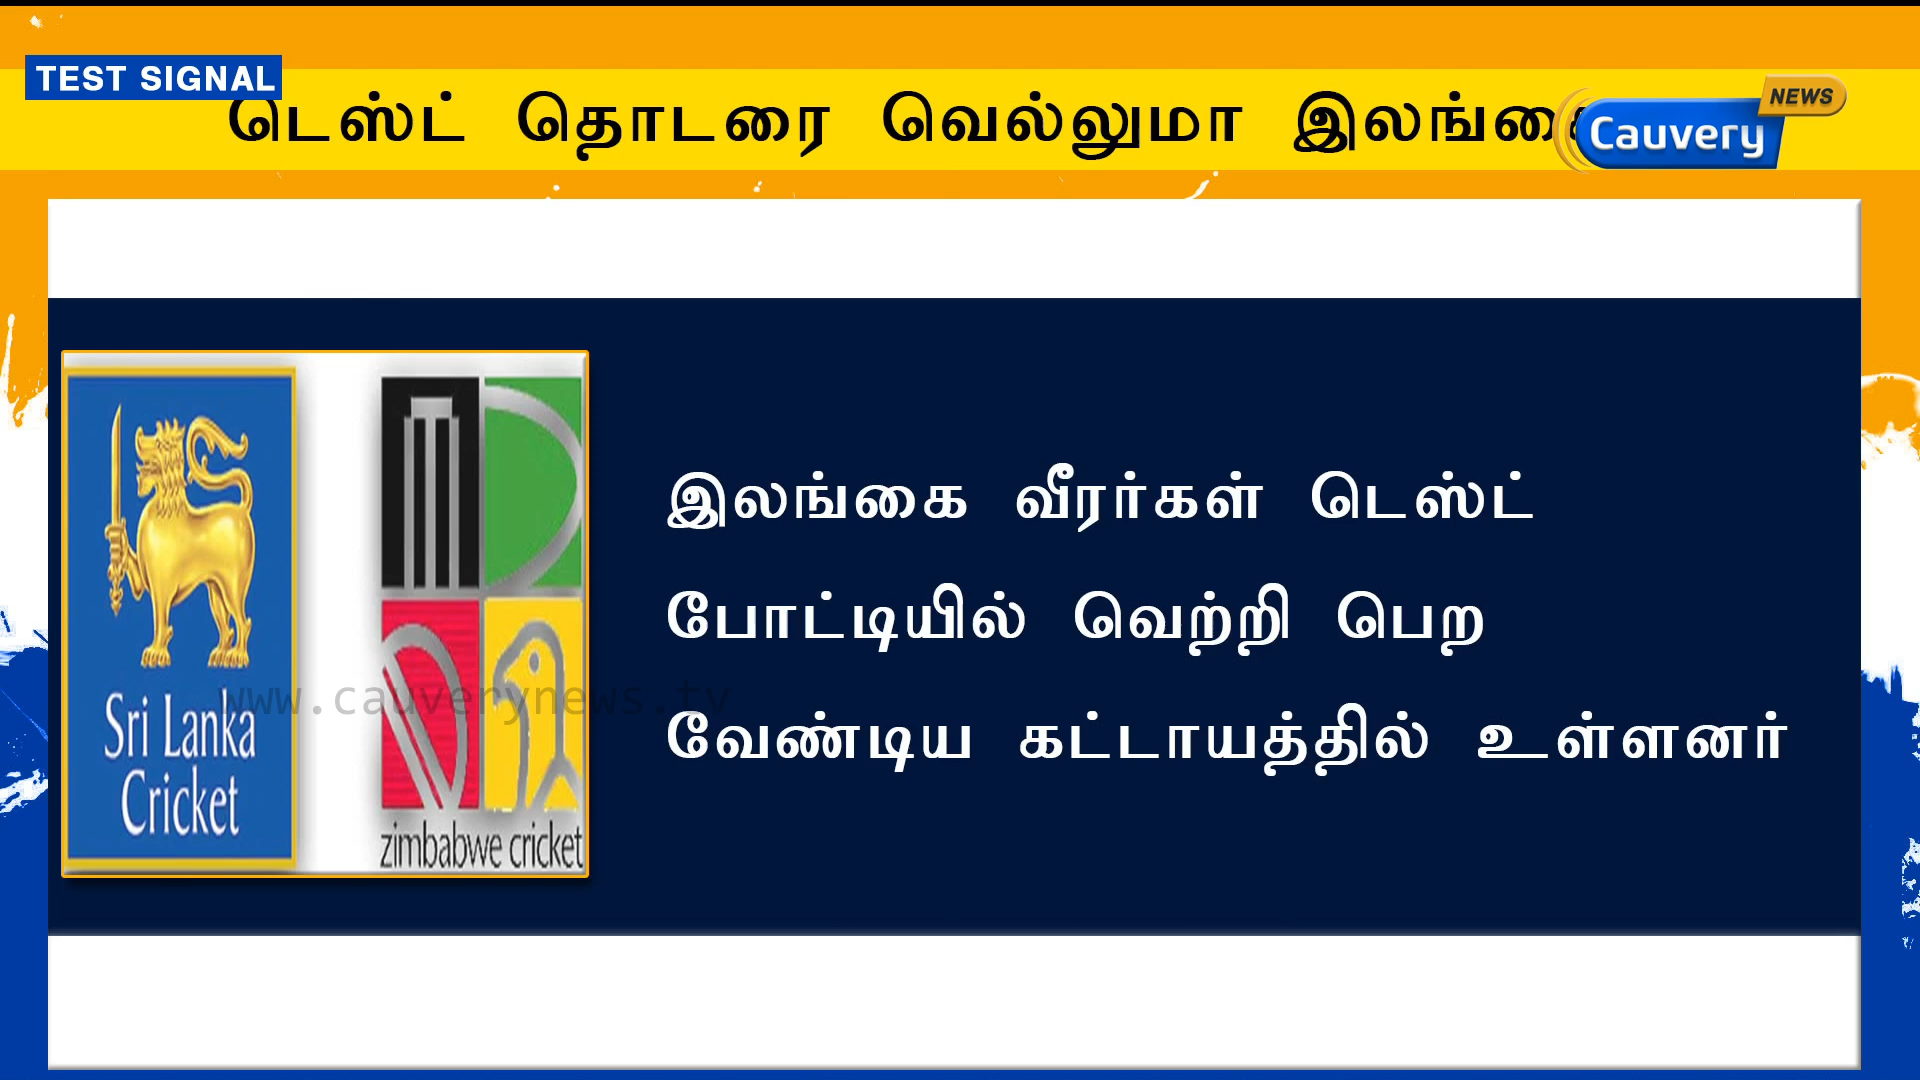 TEST SIGNAL
டெஸ்ட் தொடரை வெல்லுமா இலங்கை
Cauvery NEWS
இலங்கை வீரர்கள் டெஸ்ட்
போட்டியில் வெற்றி பெற
வேண்டிய கட்டாயத்தில் உள்ளனர்
www.cauverynews.tv
Sri Lanka
Cricket
zimbabwe cricket